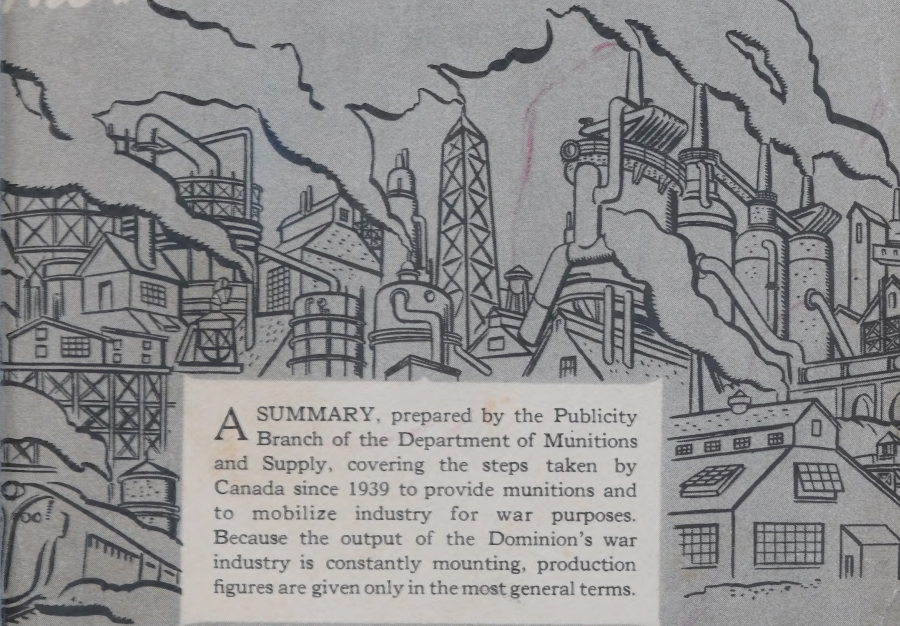 A SUMMARY, prepared by the Publicity
Branch of the Department of Munitions
and Supply, covering the steps taken by
Canada since 1939 to provide munitions and
to mobilize industry for war purposes.
Because the output of the Dominion's war
industry is constantly mounting, production
figures are given only in the most general terms.